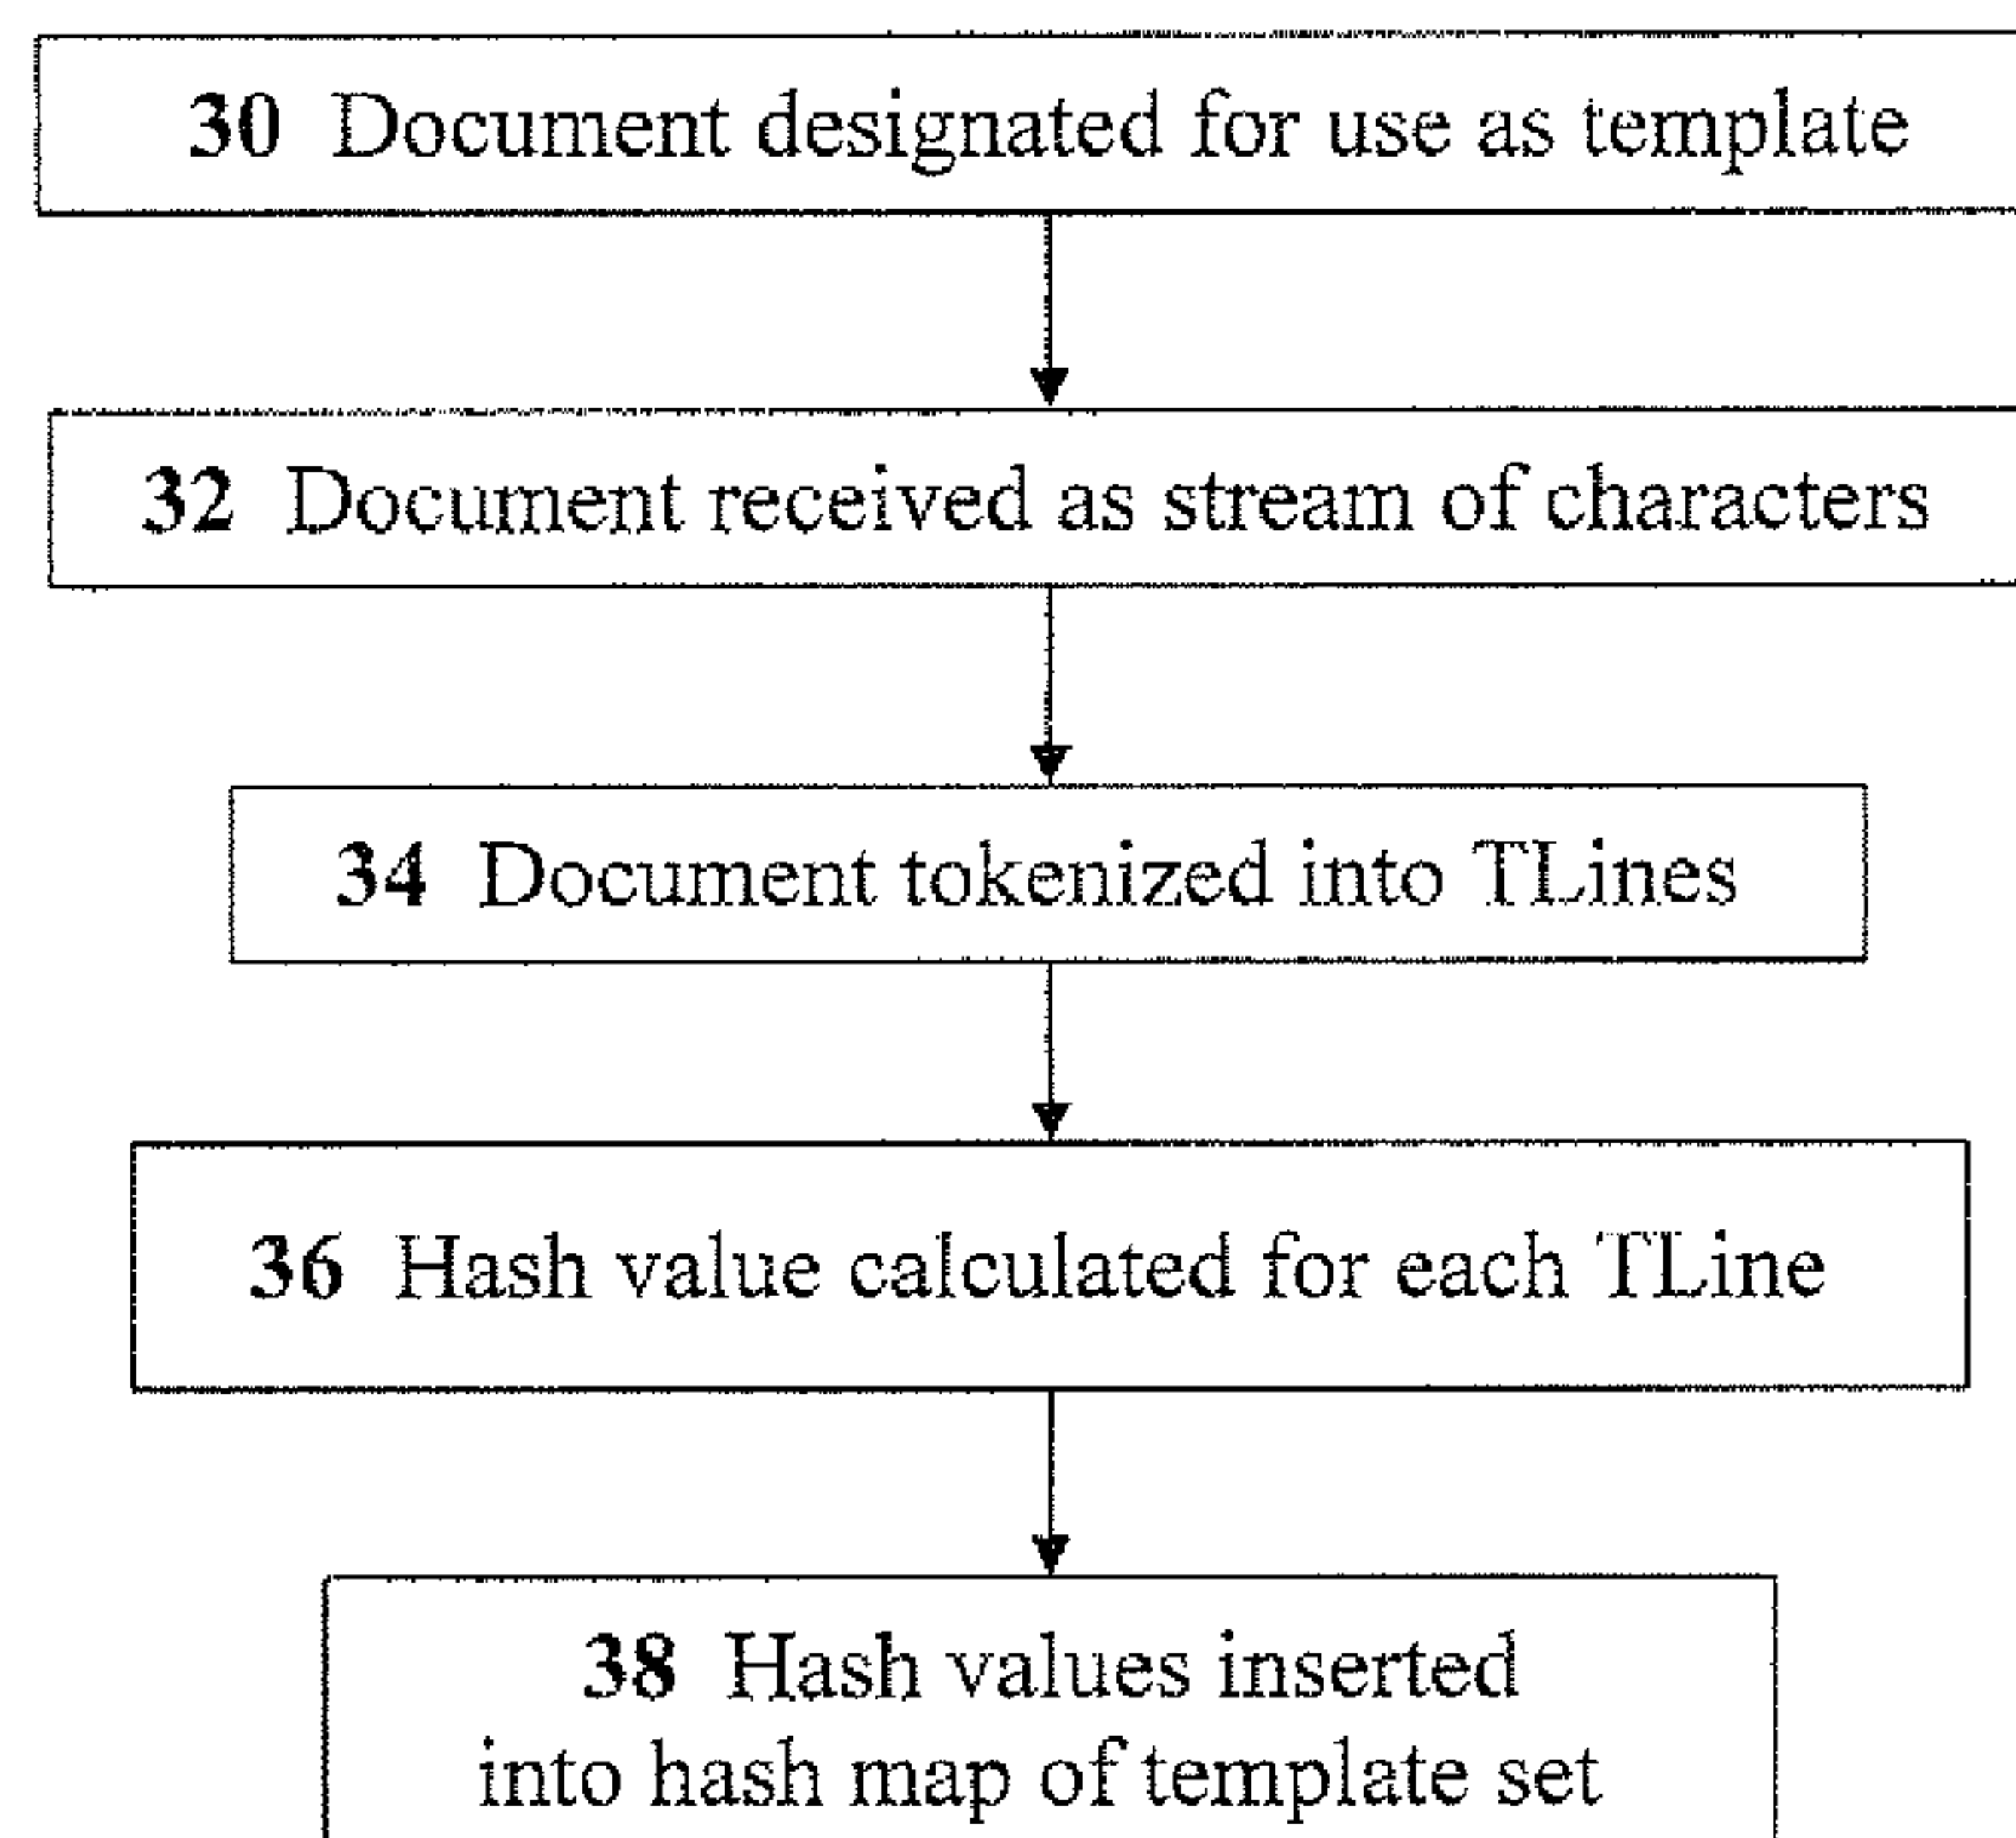 30 Document designated for use as template
32 Document received as stream of characters
34 Document tokenized into TLines
36 Hash value calculated for each TLine
38 Hash values inserted
into hash map of template set